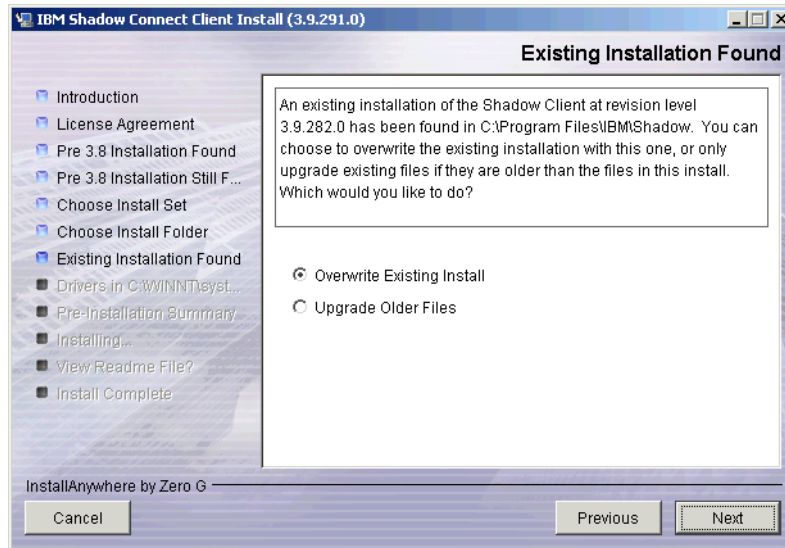 IBM Shadow Connect Client Install (3.9.291.0)
Existing Installation Found
Introduction
License Agreement
Pre 3.8 Installation Found
Pre 3.8 Installation Still F...
Choose Install Set
Choose Install Folder
Existing Installation Found
Drivers in C:\WINNT\syst...
Pre-Installation Summary
Installing...
View Readme File?
Install Complete
An existing installation of the Shadow Client at revision level
3.9.282.0 has been found in C:\Program Files\IBM\Shadow. You can
choose to overwrite the existing installation with this one, or only
upgrade existing files if they are older than the files in this install.
Which would you like to do?
Overwrite Existing Install
Upgrade Older Files
InstallAnywhere by Zero G
Cancel
Previous
Next